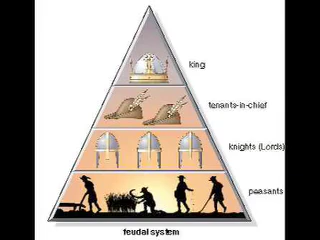 king
tenants-in-chief
knights (Lords)
peasants
feudal system